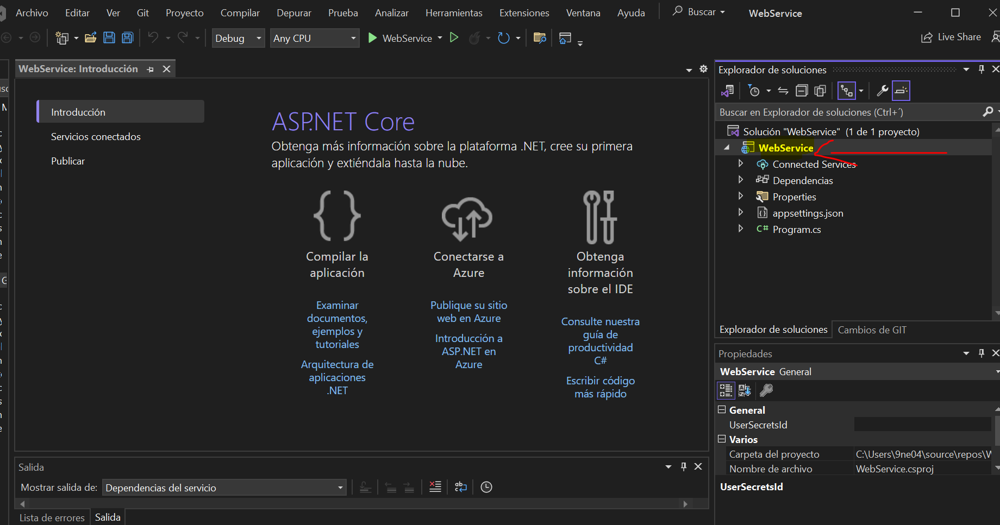 Archivo Editar Ver Git Proyecto Compilar Depurar Prueba Analizar Herramientas Extensiones Ventana Ayuda Buscar WebService
Debug Any CPU WebService Live Share
WebService: Introducción
Introducción
Servicios conectados
Publicar
ASP.NET Core
Obtenga más información sobre la plataforma .NET, cree su primera
aplicación y extiéndala hasta la nube.
Compilar la
aplicación
Examinar
documentos,
ejemplos y
tutoriales
Arquitectura de
aplicaciones
.NET
Conectarse a
Azure
Publique su sitio
web en Azure
Introducción a
ASP.NET en
Azure
Obtenga
información
sobre el IDE
Consulte nuestra
guía de
productividad
C#
Escribir código
más rápido
Salida
Mostrar salida de: Dependencias del servicio
Lista de errores Salida
Explorador de soluciones
Buscar en Explorador de soluciones (Ctrl+´)
Solución "WebService" (1 de 1 proyecto)
WebService
Connected Services
Dependencias
Properties
appsettings.json
C# Program.cs
Explorador de soluciones Cambios de GIT
Propiedades
WebService General
General
UserSecretsId
Varios
Carpeta del proyecto C:\Users\9ne04\source\repos\W
Nombre de archivo WebService.csproj
UserSecretsId